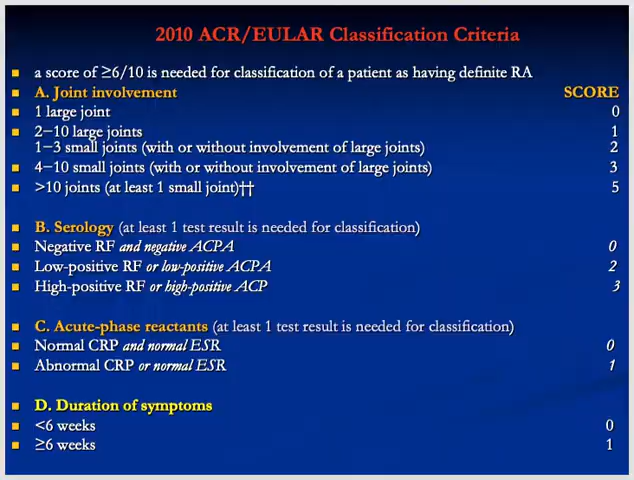 2010 ACR/EULAR Classification Criteria
a score of ≥6/10 is needed for classification of a patient as having definite RA
A. Joint involvement SCORE
1 large joint 0
2−10 large joints 1
1−3 small joints (with or without involvement of large joints) 2
4−10 small joints (with or without involvement of large joints) 3
>10 joints (at least 1 small joint)†† 5
B. Serology (at least 1 test result is needed for classification)
Negative RF and negative ACPA 0
Low-positive RF or low-positive ACPA 2
High-positive RF or high-positive ACP 3
C. Acute-phase reactants (at least 1 test result is needed for classification)
Normal CRP and normal ESR 0
Abnormal CRP or normal ESR 1
D. Duration of symptoms
<6 weeks 0
≥6 weeks 1